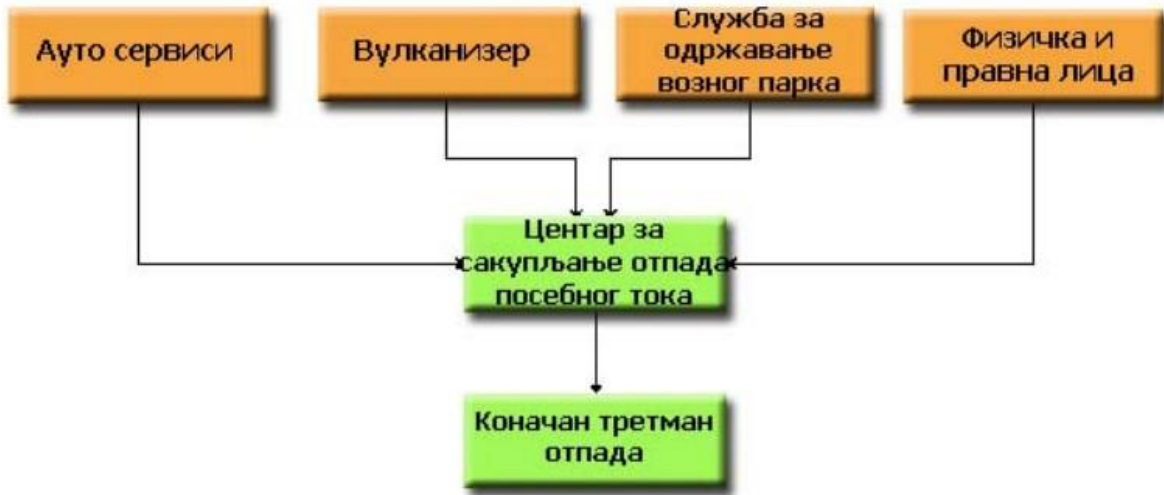 Ауто сервиси
Вулканизер
Служба за
одржавање
возног парка
Физичка и
правна лица
Центар за
сакупљање отпада
посебног тока
Коначан третман
отпада